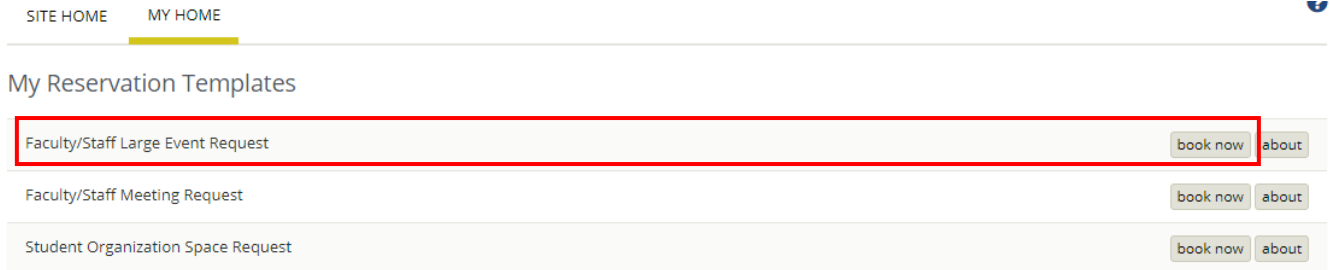 SITE HOME MY HOME ?
My Reservation Templates
Faculty/Staff Large Event Request book now about
Faculty/Staff Meeting Request book now about
Student Organization Space Request book now about